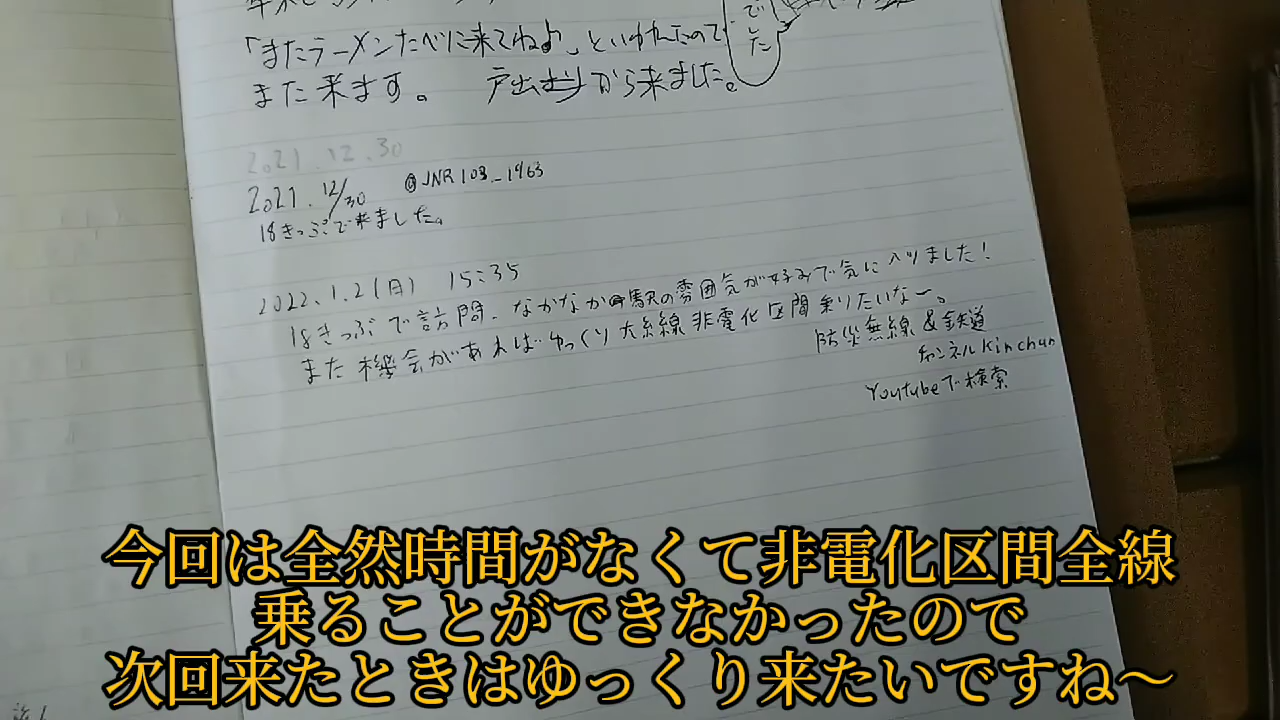 「またラーメンたべに来てねよ」といわれたので
また来ます。 戸出から来ました。
でした
2021.12.30
2021.12/30 @JNR103_1963
18きっぷで来ました。
2022.1.2(日) 15:35
18きっぷで訪問、なかなか駅の雰囲気が好みで気に入りました!
また機会があればゆっくり大糸線非電化区間乗りたいなー。
防災無線&鉄道
チャンネルKinchan
Youtubeで検索
今回は全然時間がなくて非電化区間全線
乗ることができなかったので
次回来たときはゆっくり来たいですね～